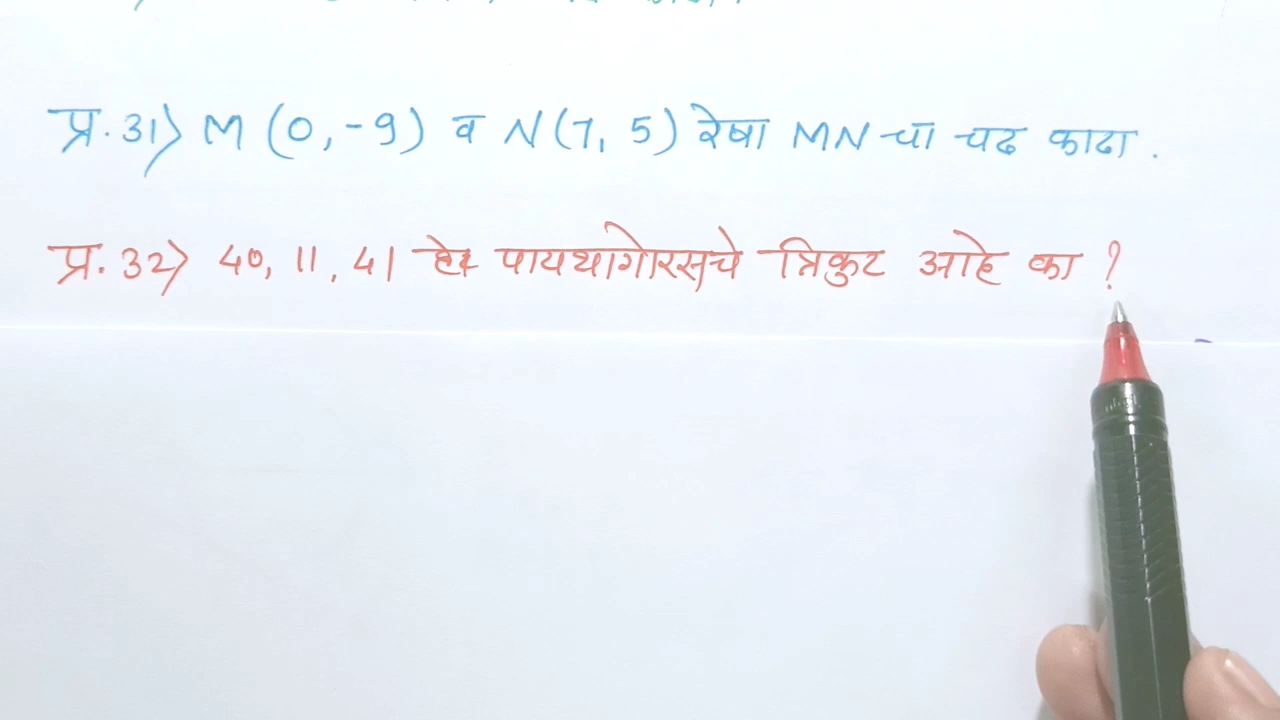 प्र. 31) M (0, -9) व N (7, 5) रेषा MN चा चढ काढा .
प्र. 32) 40, 11, 41 हे पायथागोरसचे त्रिकुट आहे का ?